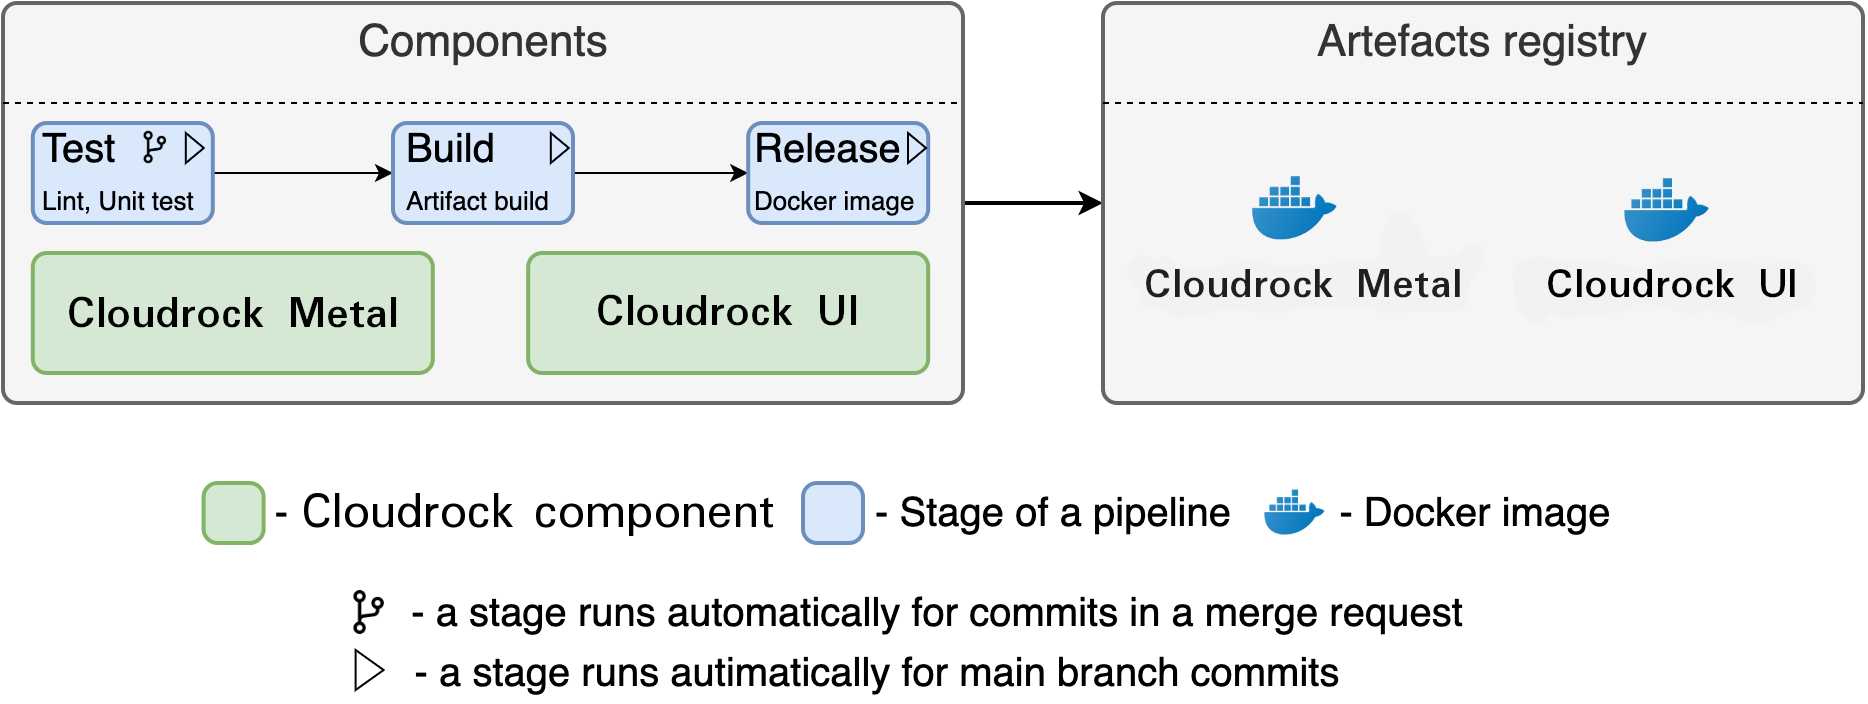 Components
Artefacts registry
Test
Build
Release
Lint, Unit test
Artifact build
Docker image
Cloudrock Metal
Cloudrock UI
Cloudrock Metal
Cloudrock UI
- Cloudrock component
- Stage of a pipeline
- Docker image
- a stage runs automatically for commits in a merge request
- a stage runs autimatically for main branch commits